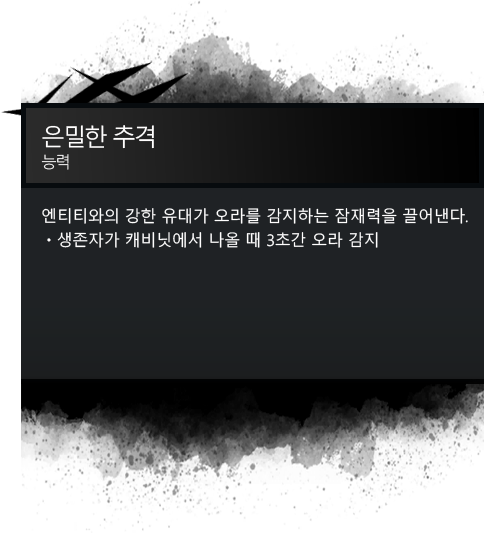 은밀한 추격
능력
엔티티와의 강한 유대가 오라를 감지하는 잠재력을 끌어낸다.
• 생존자가 캐비닛에서 나올 때 3초간 오라 감지